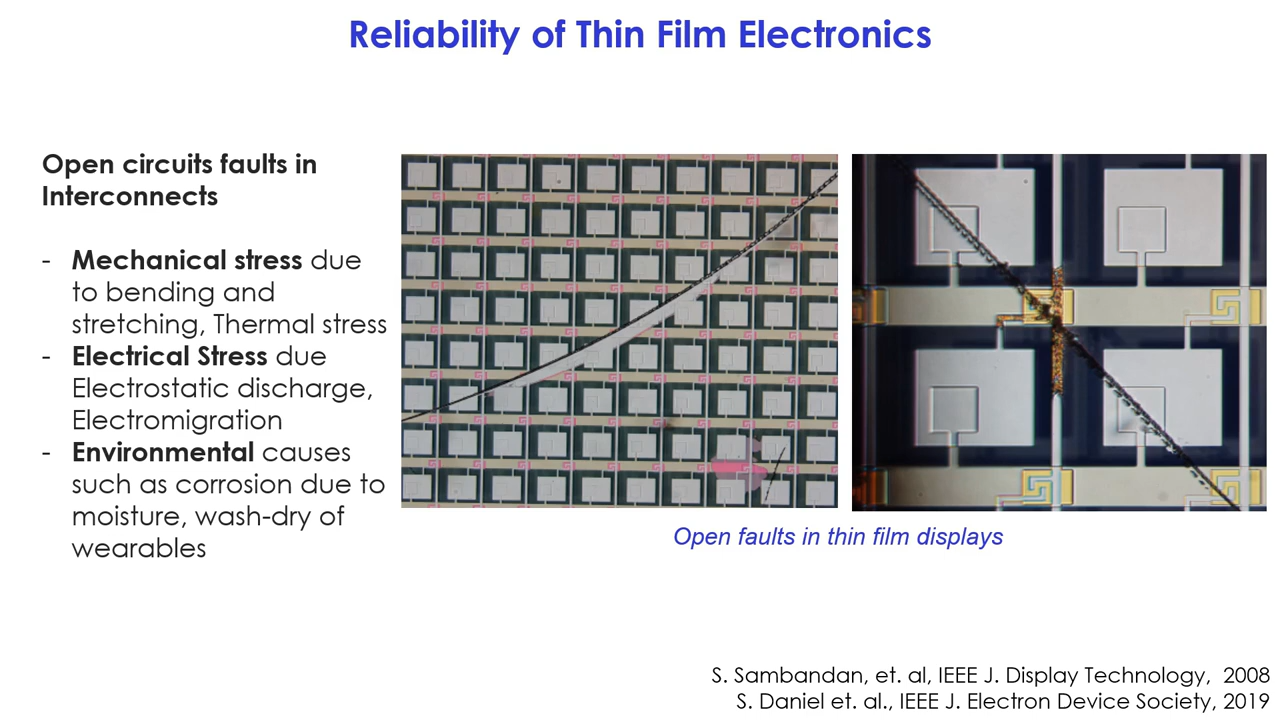 Reliability of Thin Film Electronics
Open circuits faults in
Interconnects
- Mechanical stress due
to bending and
stretching, Thermal stress
- Electrical Stress due
Electrostatic discharge,
Electromigration
- Environmental causes
such as corrosion due to
moisture, wash-dry of
wearables
Open faults in thin film displays
S. Sambandan, et. al, IEEE J. Display Technology, 2008
S. Daniel et. al., IEEE J. Electron Device Society, 2019